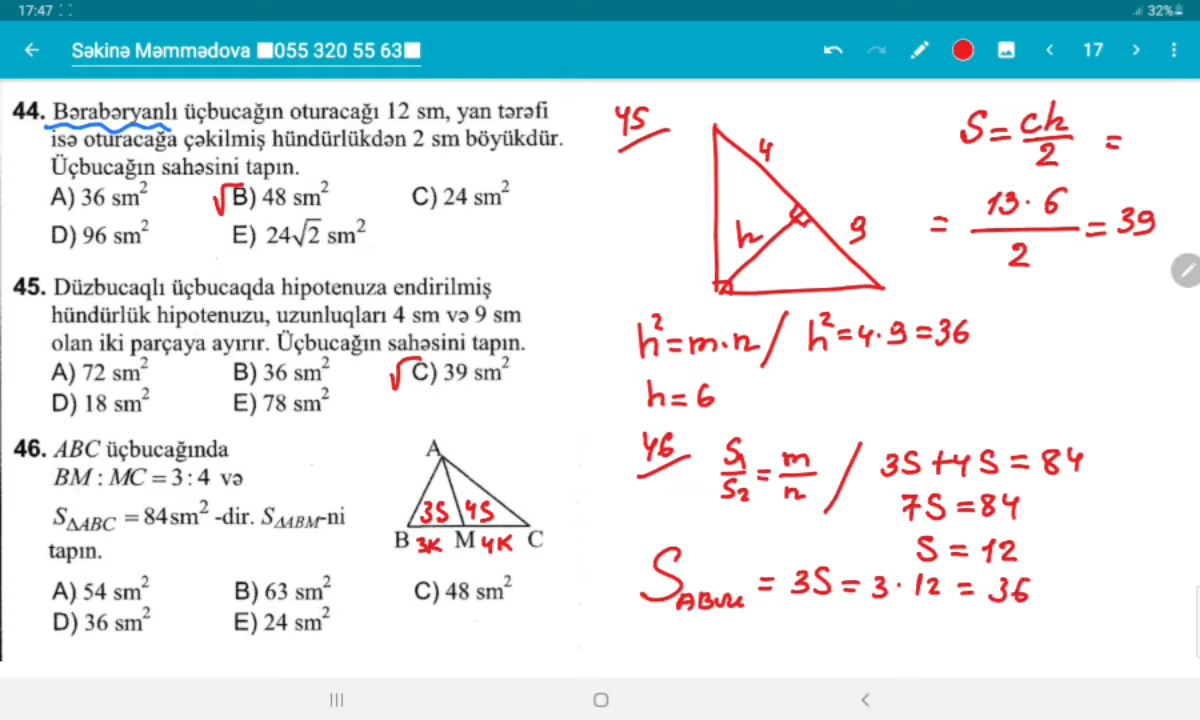 17:47
32%
Səkinə Məmmədova 055 320 55 63
17
44. Bərabəryanlı üçbucağın oturacağı 12 sm, yan tərəfi
isə oturacağa çəkilmiş hündürlükdən 2 sm böyükdür.
Üçbucağın sahəsini tapın.
A) 36 sm² √B) 48 sm² C) 24 sm²
D) 96 sm² E) 24√2 sm²
45. Düzbucaqlı üçbucaqda hipotenuza endirilmiş
hündürlük hipotenuzu, uzunluqları 4 sm və 9 sm
olan iki parçaya ayırır. Üçbucağın sahəsini tapın.
A) 72 sm² B) 36 sm² √C) 39 sm²
D) 18 sm² E) 78 sm²
46. ABC üçbucağında
BM : MC = 3 : 4 və
S∆ABC = 84 sm² -dir. S∆ABM-ni
tapın.
A
3S 4S
B 3K M 4K C
A) 54 sm² B) 63 sm² C) 48 sm²
D) 36 sm² E) 24 sm²
45
4
h
9
S = ch/2 =
= 13·6/2 = 39
h² = m·n / h² = 4·9 = 36
h = 6
46
S₁/S₂ = m/n / 3S + 4S = 84
7S = 84
S = 12
S ABM = 3S = 3·12 = 36